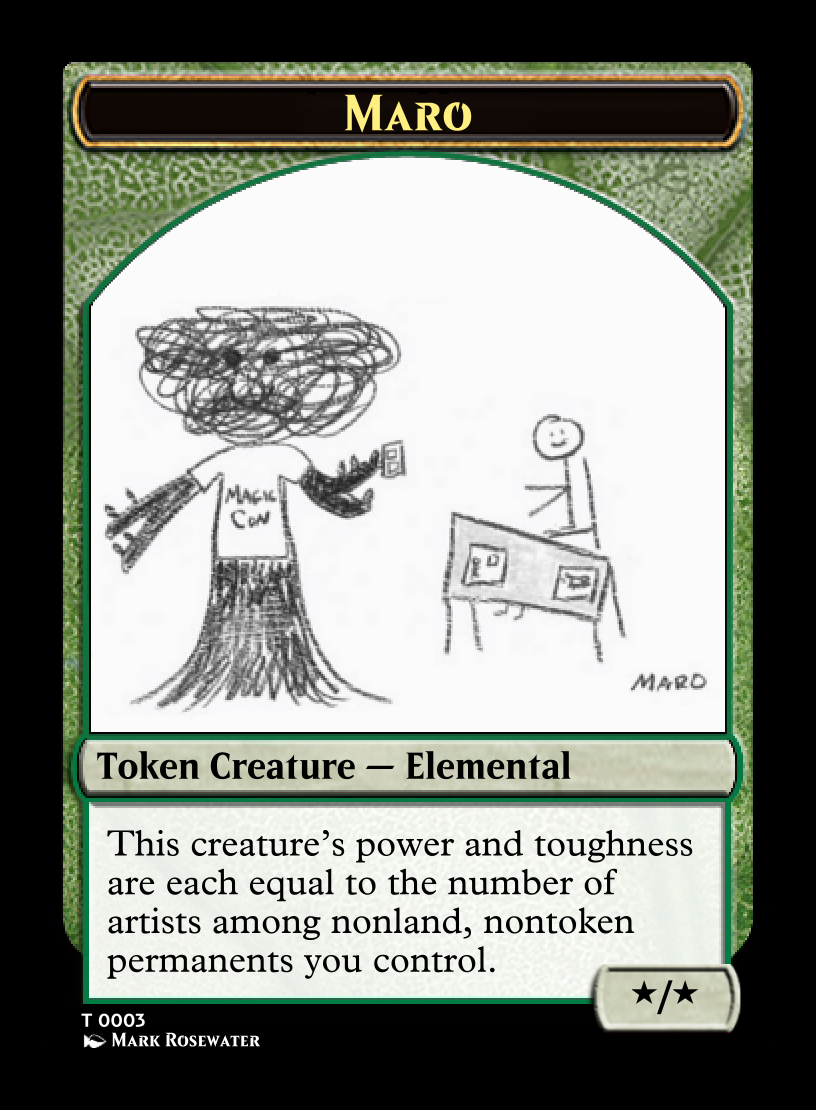 Maro
MAGIC
CON
MARO
Token Creature — Elemental
This creature's power and toughness
are each equal to the number of
artists among nonland, nontoken
permanents you control.
★/★
T 0003
Mark Rosewater